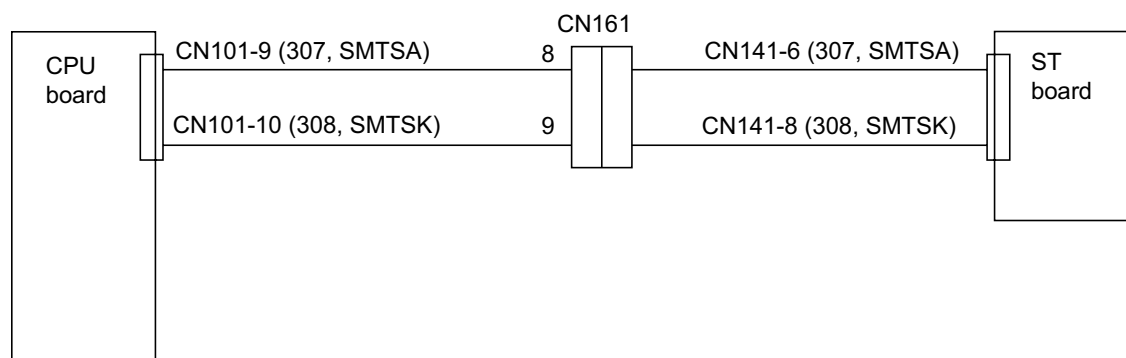 CN161
CN101-9 (307, SMTSA) 8 CN141-6 (307, SMTSA)
CPU
board
ST
board
CN101-10 (308, SMTSK) 9 CN141-8 (308, SMTSK)